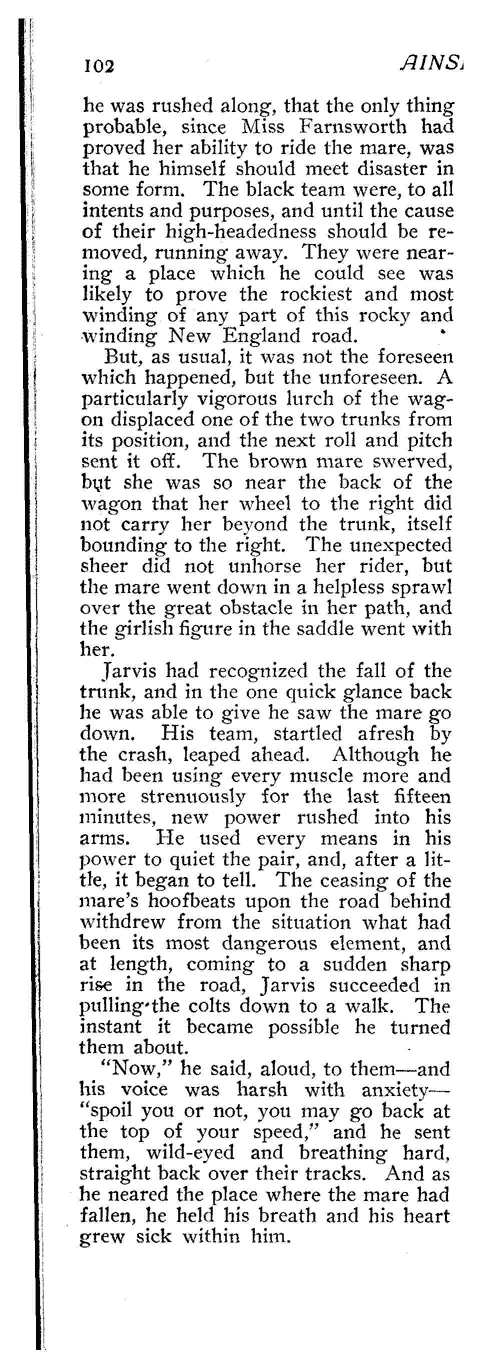 102
AINS
he was rushed along, that the only thing
probable, since Miss Farnsworth had
proved her ability to ride the mare, was
that he himself should meet disaster in
some form. The black team were, to all
intents and purposes, and until the cause
of their high-headedness should be re-
moved, running away. They were near-
ing a place which he could see was
likely to prove the rockiest and most
winding of any part of this rocky and
winding New England road.
But, as usual, it was not the foreseen
which happened, but the unforeseen. A
particularly vigorous lurch of the wag-
on displaced one of the two trunks from
its position, and the next roll and pitch
sent it off. The brown mare swerved,
but she was so near the back of the
wagon that her wheel to the right did
not carry her beyond the trunk, itself
bounding to the right. The unexpected
sheer did not unhorse her rider, but
the mare went down in a helpless sprawl
over the great obstacle in her path, and
the girlish figure in the saddle went with
her.
Jarvis had recognized the fall of the
trunk, and in the one quick glance back
he was able to give he saw the mare go
down. His team, startled afresh by
the crash, leaped ahead. Although he
had been using every muscle more and
more strenuously for the last fifteen
minutes, new power rushed into his
arms. He used every means in his
power to quiet the pair, and, after a lit-
tle, it began to tell. The ceasing of the
mare's hoofbeats upon the road behind
withdrew from the situation what had
been its most dangerous element, and
at length, coming to a sudden sharp
rise in the road, Jarvis succeeded in
pulling the colts down to a walk. The
instant it became possible he turned
them about.
"Now," he said, aloud, to them—and
his voice was harsh with anxiety—
"spoil you or not, you may go back at
the top of your speed," and he sent
them, wild-eyed and breathing hard,
straight back over their tracks. And as
he neared the place where the mare had
fallen, he held his breath and his heart
grew sick within him.